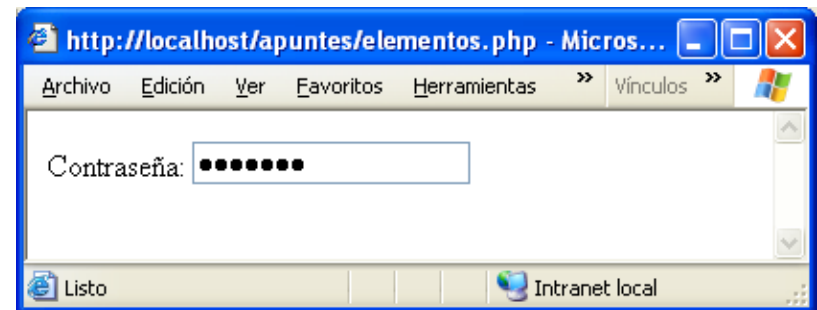 http://localhost/apuntes/elementos.php - Micros...
Archivo Edición Ver Favoritos Herramientas » Vínculos »
Contraseña: •••••••
Listo Intranet local